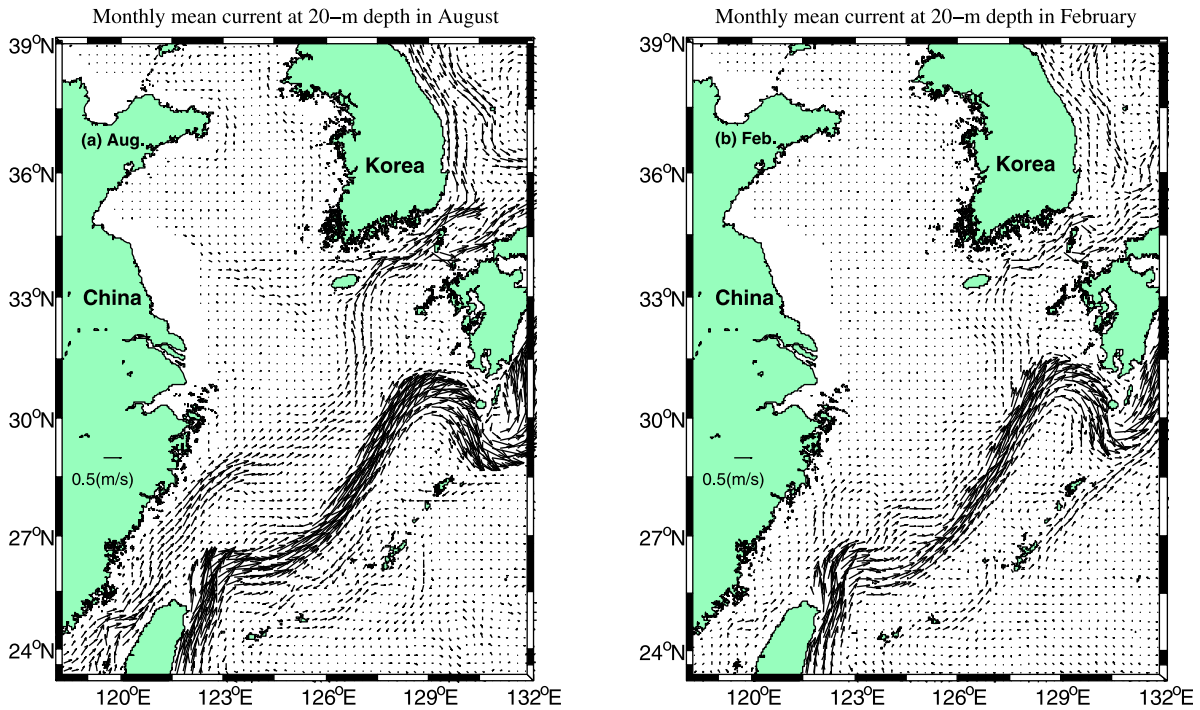 Monthly mean current at 20−m depth in August
39°N
36°N
33°N
30°N
27°N
24°N
(a) Aug.
Korea
China
0.5(m/s)
120°E 123°E 126°E 129°E 132°E
Monthly mean current at 20−m depth in February
39°N
36°N
33°N
30°N
27°N
24°N
(b) Feb.
Korea
China
0.5(m/s)
120°E 123°E 126°E 129°E 132°E